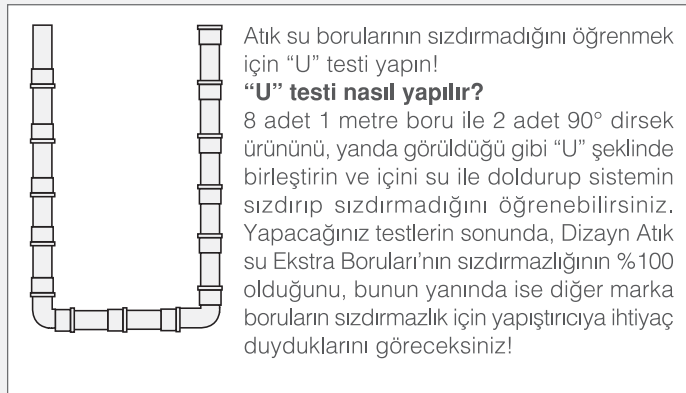 Atık su borularının sızdırmadığını öğrenmek
için “U” testi yapın!
“U” testi nasıl yapılır?
8 adet 1 metre boru ile 2 adet 90° dirsek
ürününü, yanda görüldüğü gibi “U” şeklinde
birleştirin ve içini su ile doldurup sistemin
sızdırıp sızdırmadığını öğrenebilirsiniz.
Yapacağınız testlerin sonunda, Dizayn Atık
su Ekstra Boruları’nın sızdırmazlığının %100
olduğunu, bunun yanında ise diğer marka
boruların sızdırmazlık için yapıştırıcıya ihtiyaç
duyduklarını göreceksiniz!